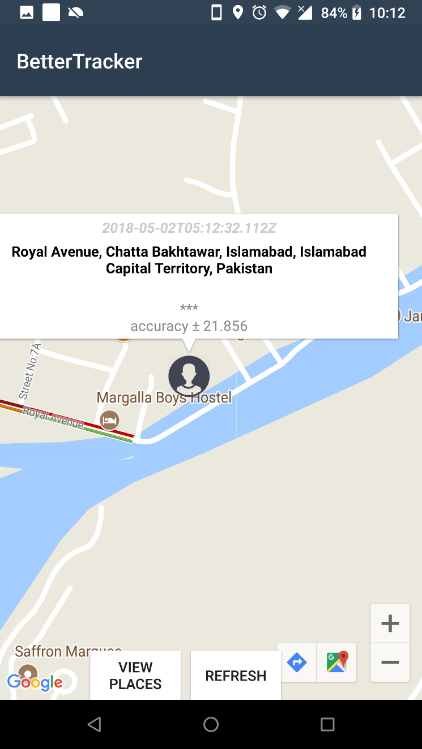 84% 10:12
BetterTracker
2018-05-02T05:12:32.112Z
Royal Avenue, Chatta Bakhtawar, Islamabad, Islamabad
Capital Territory, Pakistan
***
accuracy ± 21.856
Jan
Street No:7A
Margalla Boys Hostel
Royal Avenue
Saffron Marquee
Google
VIEW
PLACES
REFRESH
+
−